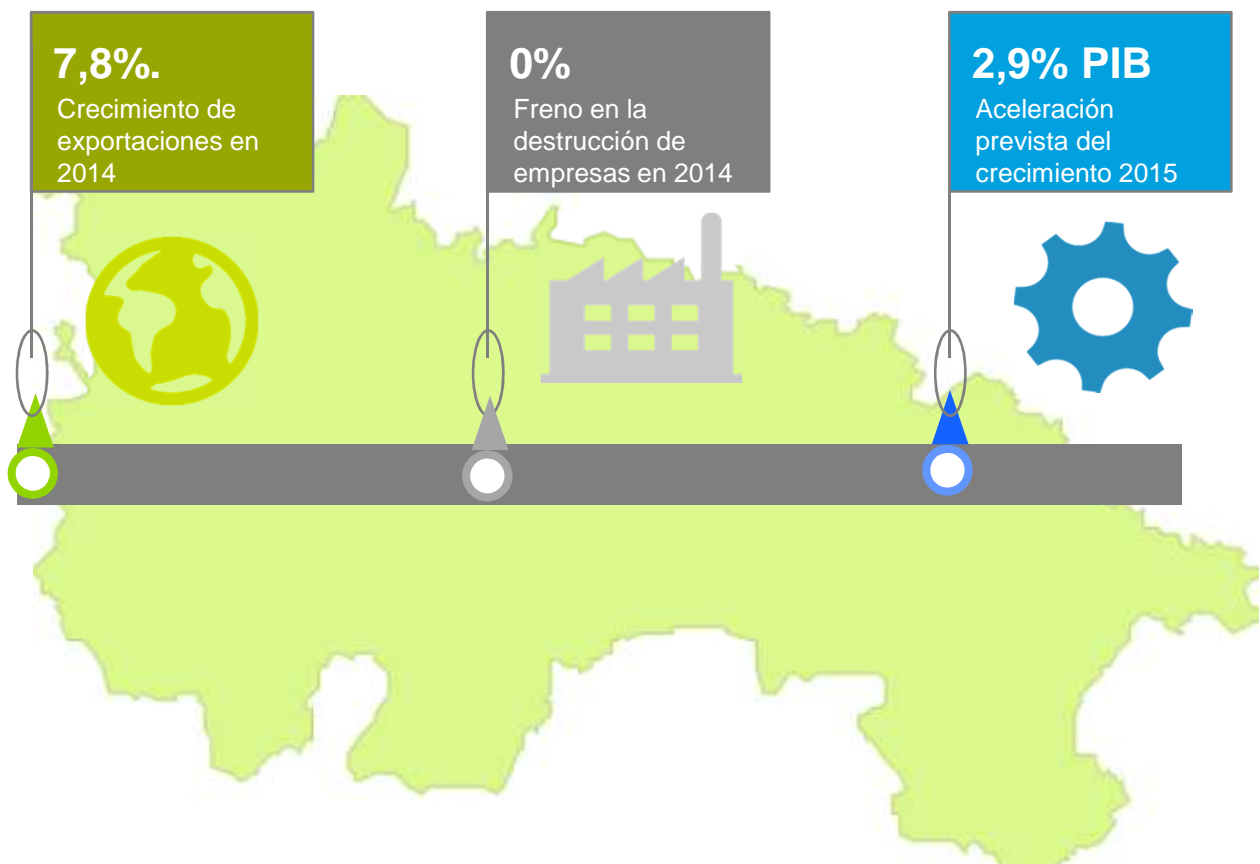 7,8%.
Crecimiento de
exportaciones en
2014
0%
Freno en la
destrucción de
empresas en 2014
2,9% PIB
Aceleración
prevista del
crecimiento 2015